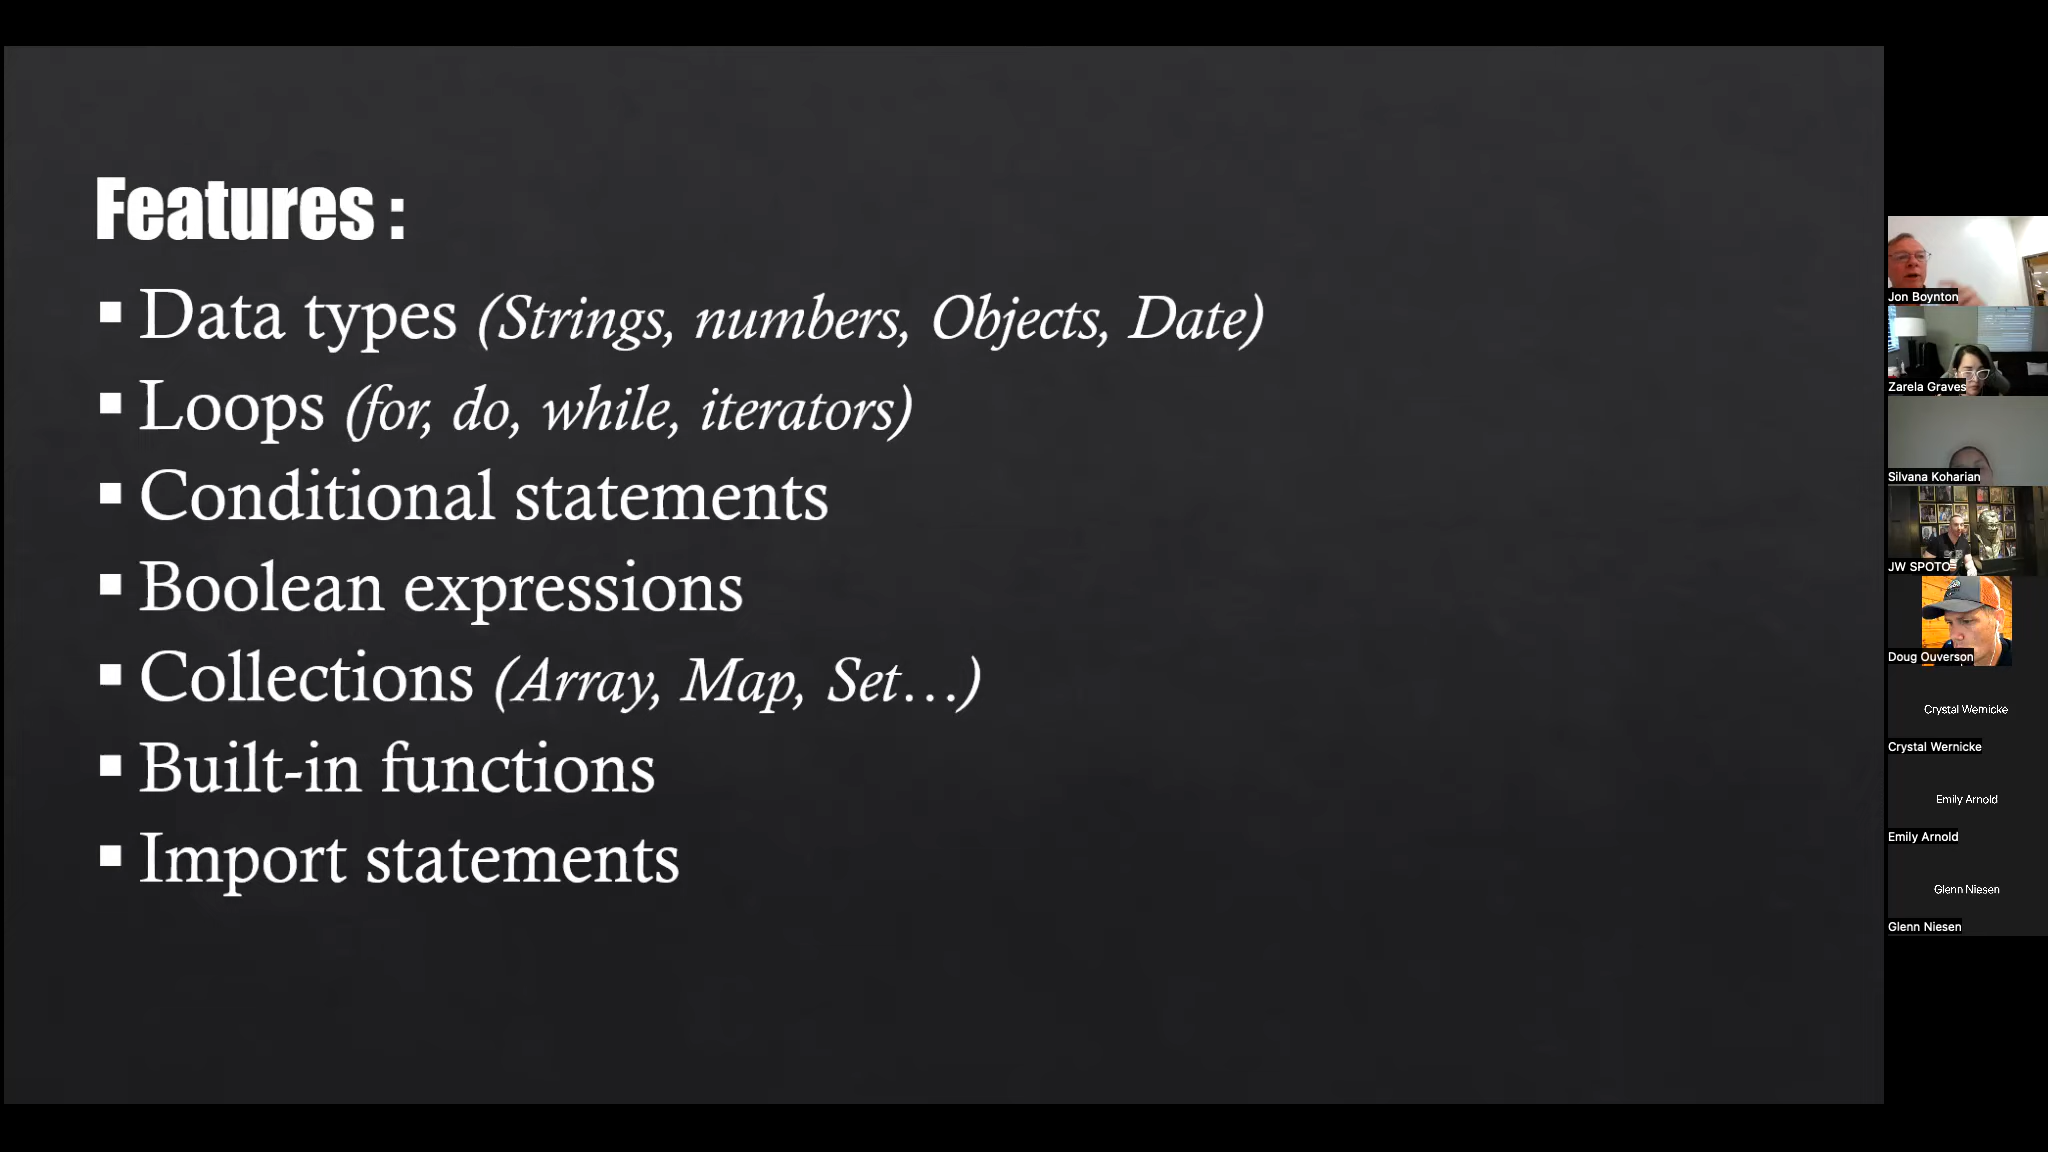 Features :
▪ Data types (Strings, numbers, Objects, Date)
▪ Loops (for, do, while, iterators)
▪ Conditional statements
▪ Boolean expressions
▪ Collections (Array, Map, Set…)
▪ Built-in functions
▪ Import statements
Jon Boynton
Zarela Graves
Silvana Koharian
JW SPOTO
Doug Ouverson
Crystal Wernicke
Crystal Wernicke
Emily Arnold
Emily Arnold
Glenn Niesen
Glenn Niesen